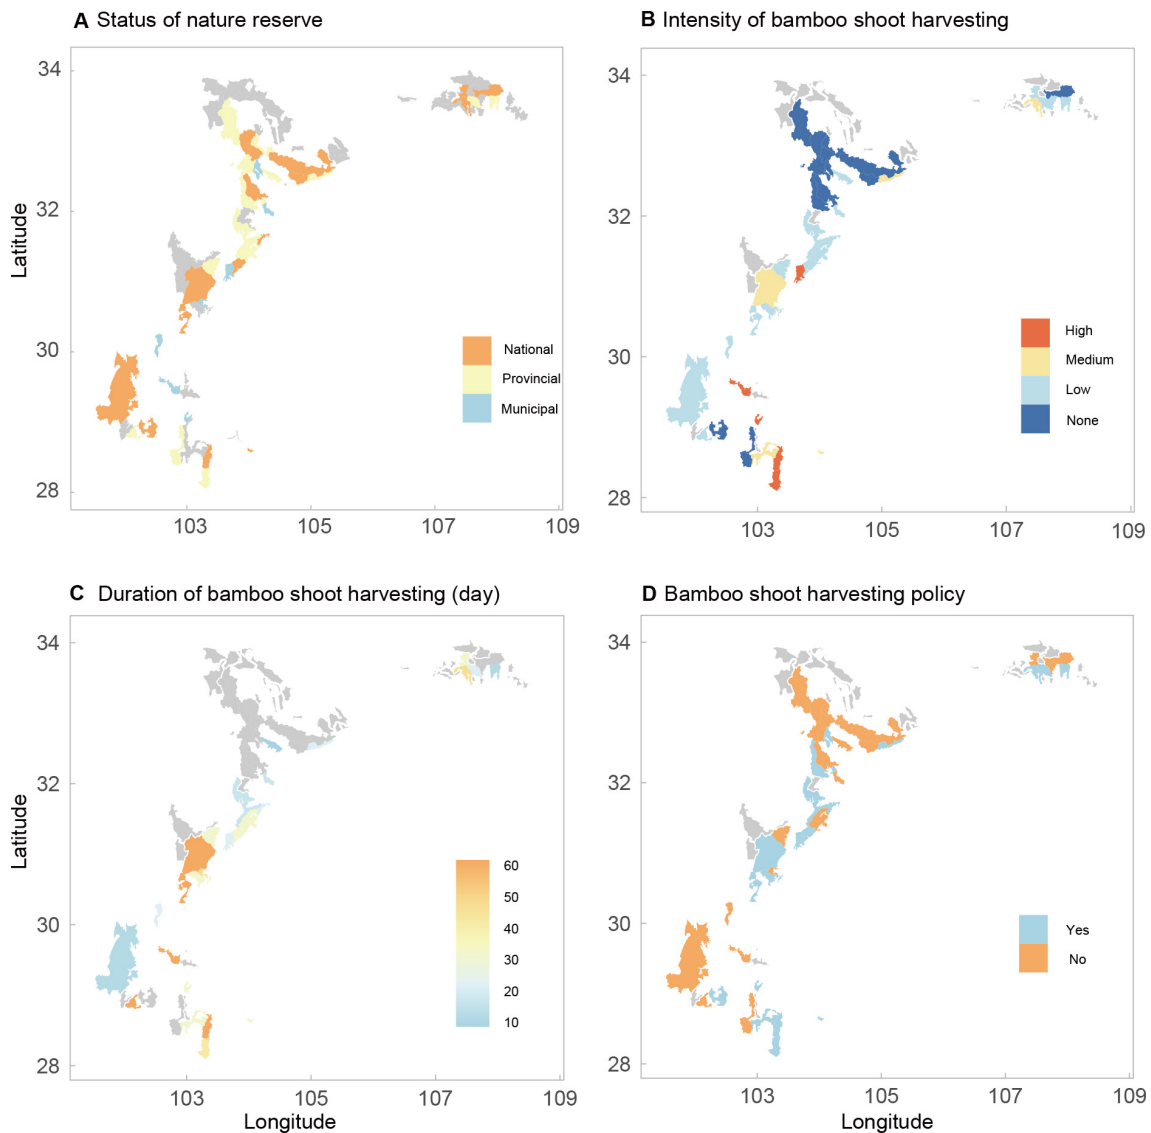 A Status of nature reserve
B Intensity of bamboo shoot harvesting
34
32
30
28
Latitude
103
105
107
109
National
Provincial
Municipal
34
32
30
28
103
105
107
109
High
Medium
Low
None
C Duration of bamboo shoot harvesting (day)
D Bamboo shoot harvesting policy
34
32
30
28
Latitude
103
105
107
109
Longitude
60
50
40
30
20
10
34
32
30
28
103
105
107
109
Longitude
Yes
No